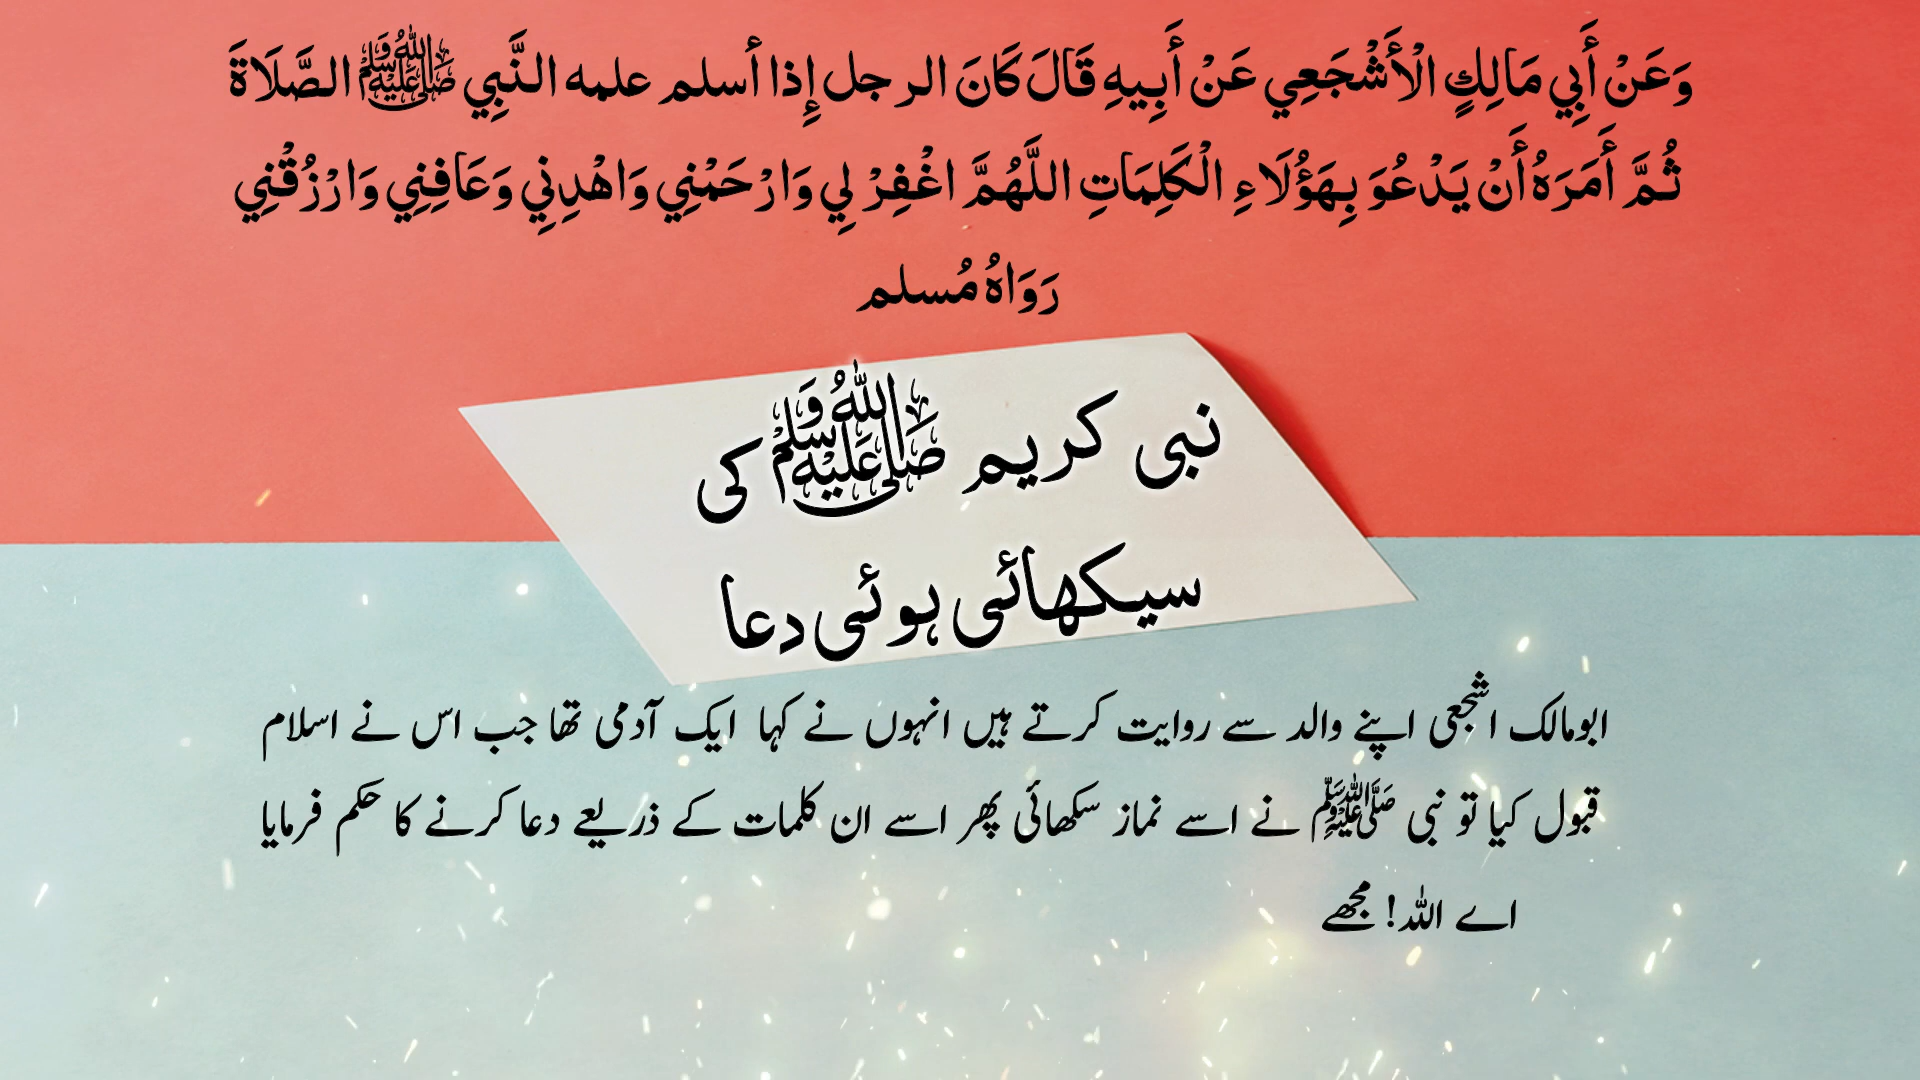 وَعَنْ أَبِي مَالِكٍ الْأَشْجَعِي عَنْ أَبِيهِ قَالَ كَانَ الرجل إِذا أسلم علمه النَّبِي ﷺ الصَّلَاةَ
ثُمَّ أَمَرَهُ أَنْ يَدْعُوَ بِهَؤُلَاءِ الْكَلِمَاتِ اللَّهُمَّ اغْفِرْ لِي وَارْحَمْنِي وَاهْدِنِي وَعَافِنِي وَارْزُقْنِي
رَوَاهُ مُسلم
نبی کریم ﷺ کی
سیکھائی ہوئی دعا
ابومالک اشجعی اپنے والد سے روایت کرتے ہیں انہوں نے کہا ایک آدمی تھا جب اس نے اسلام
قبول کیا تو نبی ﷺ نے اسے نماز سکھائی پھر اسے ان کلمات کے ذریعے دعا کرنے کا حکم فرمایا
اے اللہ! مجھے